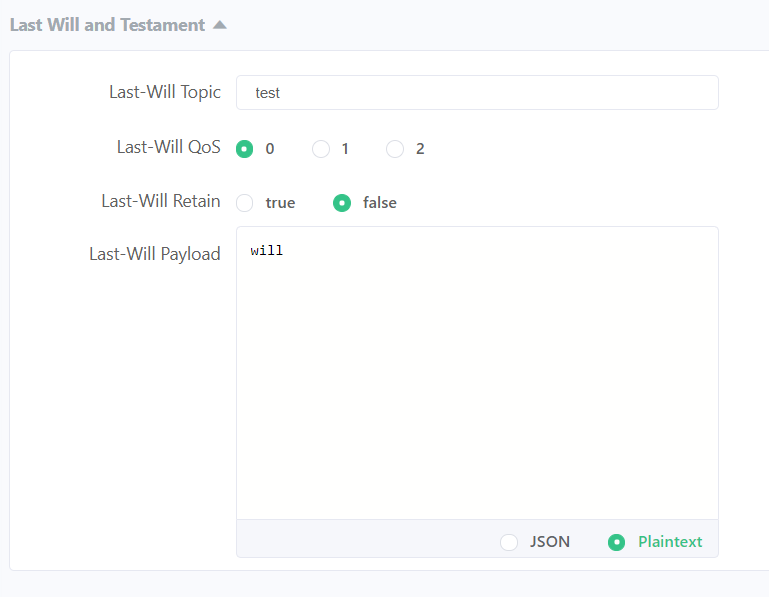 Last Will and Testament
Last-Will Topic test
Last-Will QoS 0 1 2
Last-Will Retain true false
Last-Will Payload will
JSON Plaintext